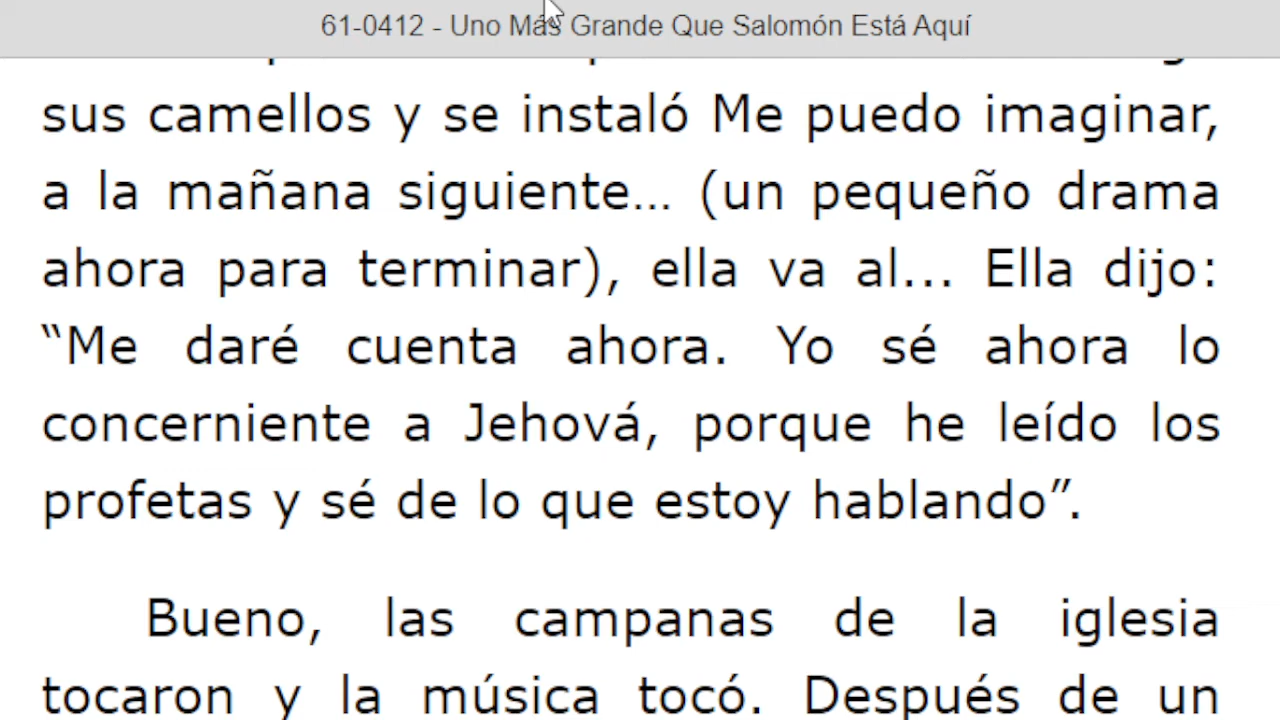 61-0412 - Uno Más Grande Que Salomón Está Aquí
sus camellos y se instaló Me puedo imaginar,
a la mañana siguiente... (un pequeño drama
ahora para terminar), ella va al... Ella dijo:
“Me daré cuenta ahora. Yo sé ahora lo
concerniente a Jehová, porque he leído los
profetas y sé de lo que estoy hablando”.
Bueno, las campanas de la iglesia
tocaron y la música tocó. Después de un